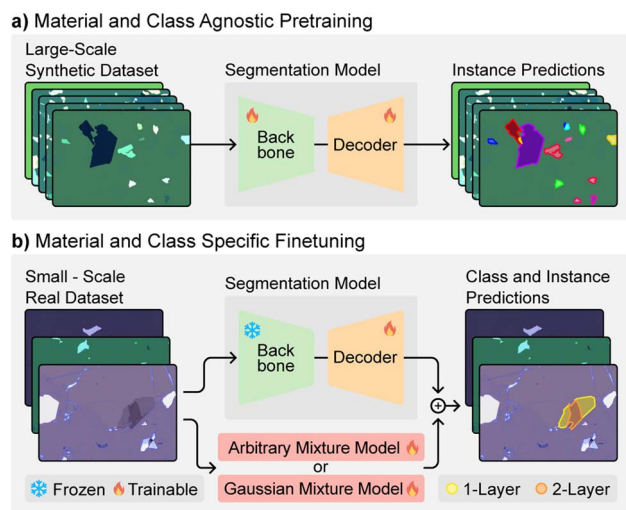 a) Material and Class Agnostic Pretraining
Large-Scale
Synthetic Dataset
Segmentation Model
Instance Predictions
Back
bone
Decoder
b) Material and Class Specific Finetuning
Small - Scale
Real Dataset
Segmentation Model
Class and Instance
Predictions
Back
bone
Decoder
+
Arbitrary Mixture Model
or
Gaussian Mixture Model
Frozen Trainable
1-Layer 2-Layer